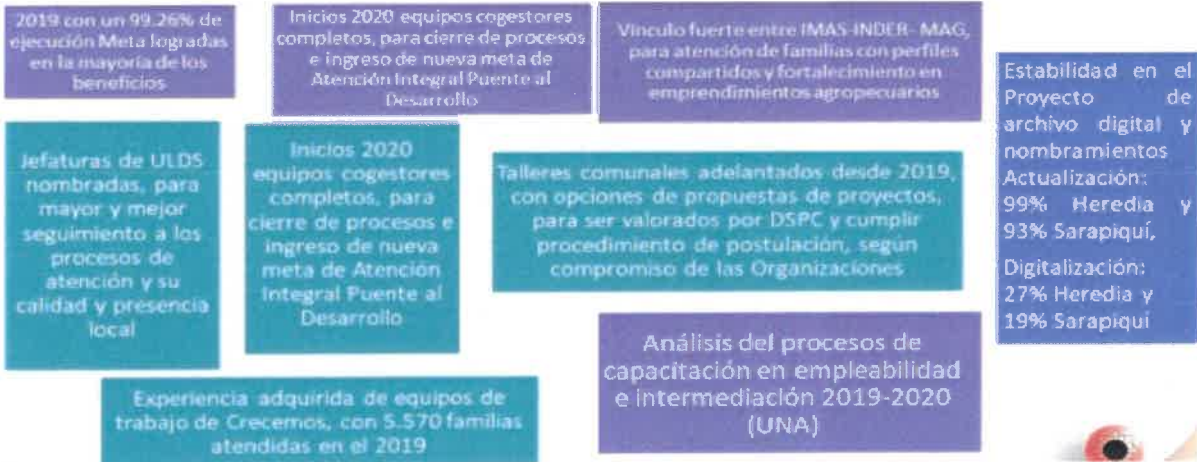 2019 con un 99.26% de
ejecución Meta logradas
en la mayoría de los
beneficios
Inicios 2020 equipos cogestores
completos, para cierre de procesos
e ingreso de nueva meta de
Atención Integral Puente al
Desarrollo
Vínculo fuerte entre IMAS-INDER- MAG,
para atención de familias con perfiles
compartidos y fortalecimiento en
emprendimientos agropecuarios
Estabilidad en el
Proyecto de
archivo digital y
nombramientos
Actualización:
99% Heredia y
93% Sarapiquí,
Digitalización:
27% Heredia y
19% Sarapiquí
Jefaturas de ULDS
nombradas, para
mayor y mejor
seguimiento a los
procesos de
atención y su
calidad y presencia
local
Inicios 2020
equipos cogestores
completos, para
cierre de procesos e
ingreso de nueva
meta de Atención
Integral Puente al
Desarrollo
Talleres comunales adelantados desde 2019,
con opciones de propuestas de proyectos,
para ser valorados por DSPC y cumplir
procedimiento de postulación, según
compromiso de las Organizaciones
Análisis del procesos de
capacitación en empleabilidad
e intermediación 2019-2020
(UNA)
Experiencia adquirida de equipos de
trabajo de Crecemos, con 5.570 familias
atendidas en el 2019